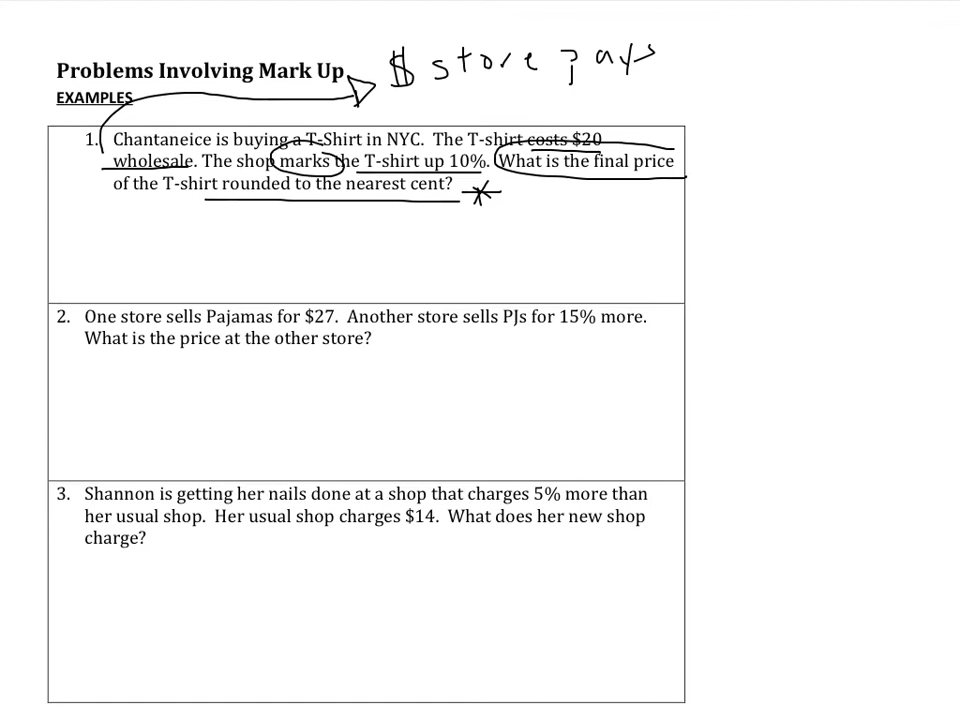 Problems Involving Mark Up
$ store pays
EXAMPLES
1. Chantaneice is buying a T-Shirt in NYC. The T-shirt costs $20
wholesale. The shop marks the T-shirt up 10%. What is the final price
of the T-shirt rounded to the nearest cent? *
2. One store sells Pajamas for $27. Another store sells PJs for 15% more.
What is the price at the other store?
3. Shannon is getting her nails done at a shop that charges 5% more than
her usual shop. Her usual shop charges $14. What does her new shop
charge?